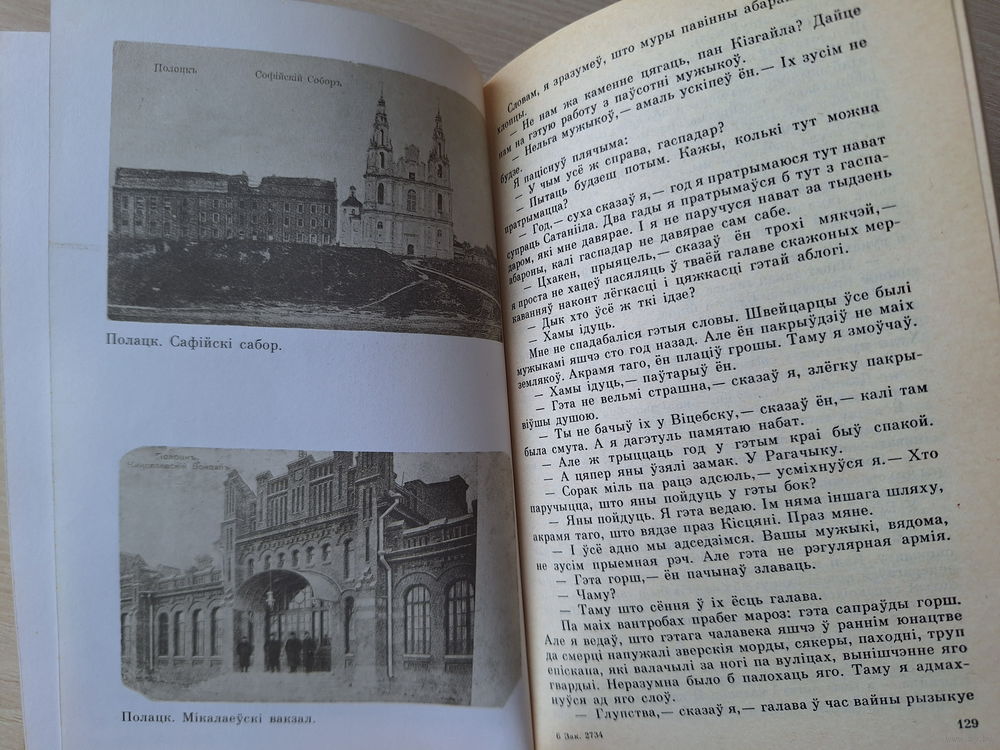 Полоцкъ
Софійскій Соборъ
Полацк. Сафійскі сабор.
Полоцкъ.
Николаевскій Вокзалъ
Полацк. Мікалаеўскі вакзал.
Словам, я зразумеў, што муры павінны абара
хлопцы.
— Не нам жа каменне цягаць, пан Кізгайла? Дайце
нам на гэтую работу з паўсотні мужыкоў.
— Нельга мужыкоў,— амаль ускіпеў ён.— Іх зусім не
будзе.
Я паціснуў плячыма:
— У чым усё ж справа, гаспадар?
— Пытаць будзеш потым. Кажы, колькі тут можна
пратрымацца?
— Год,— суха сказаў я,— год я пратрымаюся тут нават
супраць Сатанііла. Два гады я пратрымаўся б тут з гаспа-
даром, які мне давярае. І я не паручуся нават за тыдзень
абароны, калі гаспадар не давярае сам сабе.
— Цхакен, прыяцель,— сказаў ён трохі мякчэй,—
я проста не хацеў пасяляць у тваёй галаве скажоных мер-
каванняў наконт лёгкасці і цяжкасці гэтай аблогі.
— Дык хто ўсё ж ткі ідзе?
— Хамы ідуць.
Мне не спадабаліся гэтыя словы. Швейцарцы ўсе былі
мужыкамі яшчэ сто год назад. Але ён пакрыўдзіў не маіх
землякоў. Акрамя таго, ён плаціў грошы. Таму я змоўчаў.
— Хамы ідуць,— паўтарыў ён.
— Гэта не вельмі страшна,— сказаў я, злёгку пакры-
віўшы душою.
— Ты не бачыў іх у Віцебску,— сказаў ён,— калі там
была смута. А я дагэтуль памятаю набат.
— Але ж трыццаць год у гэтым краі быў спакой.
— А цяпер яны ўзялі замак. У Рагачыку.
— Сорак міль па рацэ адсюль,— усміхнуўся я.— Хто
паручыцца, што яны пойдуць у гэты бок?
— Яны пойдуць. Я гэта ведаю. Ім няма іншага шляху,
акрамя таго, што вядзе праз Кісцяні. Праз мяне.
— І ўсё адно мы адседзімся. Вашы мужыкі, вядома,
не зусім прыемная рэч. Але гэта не рэгулярная армія.
— Гэта горш,— ён пачынаў злаваць.
— Чаму?
— Таму што сёння ў іх ёсць галава.
Па маіх вантробах прабег мароз: гэта сапраўды горш.
Але я ведаў, што гэтага чалавека яшчэ ў раннім юнацтве
да смерці напужалі зверскія морды, сякеры, паходні, труп
епіскапа, які валачылі за ногі па вуліцах, вынішчэнне яго
гвардыі. Неразумна было б палохаць яго. Таму я адмах-
нуўся ад яго слоў.
— Глупства,— сказаў я,— галава ў час вайны рызыкуе
6 Зак. 2734
129